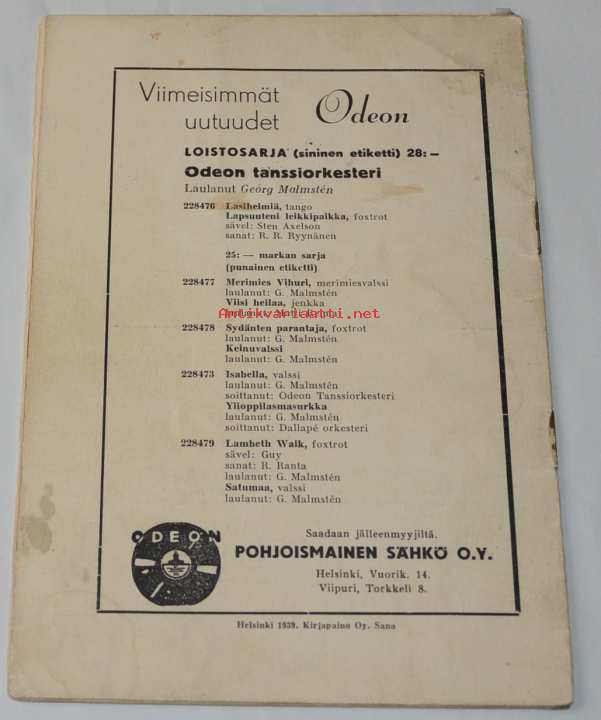 Viimeisimmät
uutuudet
Odeon
LOISTOSARJA (sininen etiketti) 28: —
Odeon tanssiorkesteri
Laulanut Georg Malmstén
228476 Lasihelmiä, tango
Lapsuuteni leikkipaikka, foxtrot
sävel: Sten Axelson
sanat: R. R. Ryynänen
25: — markan sarja
(punainen etiketti)
228477 Merimies Vihuri, merimiesvalssi
laulanut: G. Malmstén
Viisi heilaa, jenkka
Antikvariaatti.net
228478 Sydänten parantaja, foxtrot
laulanut: G. Malmstén
Keinuvalssi
laulanut: G. Malmstén
228473 Isabella, valssi
laulanut: G. Malmstén
soittanut: Odeon Tanssiorkesteri
Ylioppilasmasurkka
laulanut: G. Malmstén
soittanut: Dallapé orkesteri
228479 Lambeth Walk, foxtrot
sävel: Guy
sanat: R. Ranta
laulanut: G. Malmstén
Satumaa, valssi
laulanut: G. Malmstén
ODEON
Saadaan jälleenmyyjiltä.
POHJOISMAINEN SÄHKÖ O.Y.
Helsinki, Vuorik. 14.
Viipuri, Torkkeli 8.
Helsinki 1939. Kirjapaino Oy. Sana